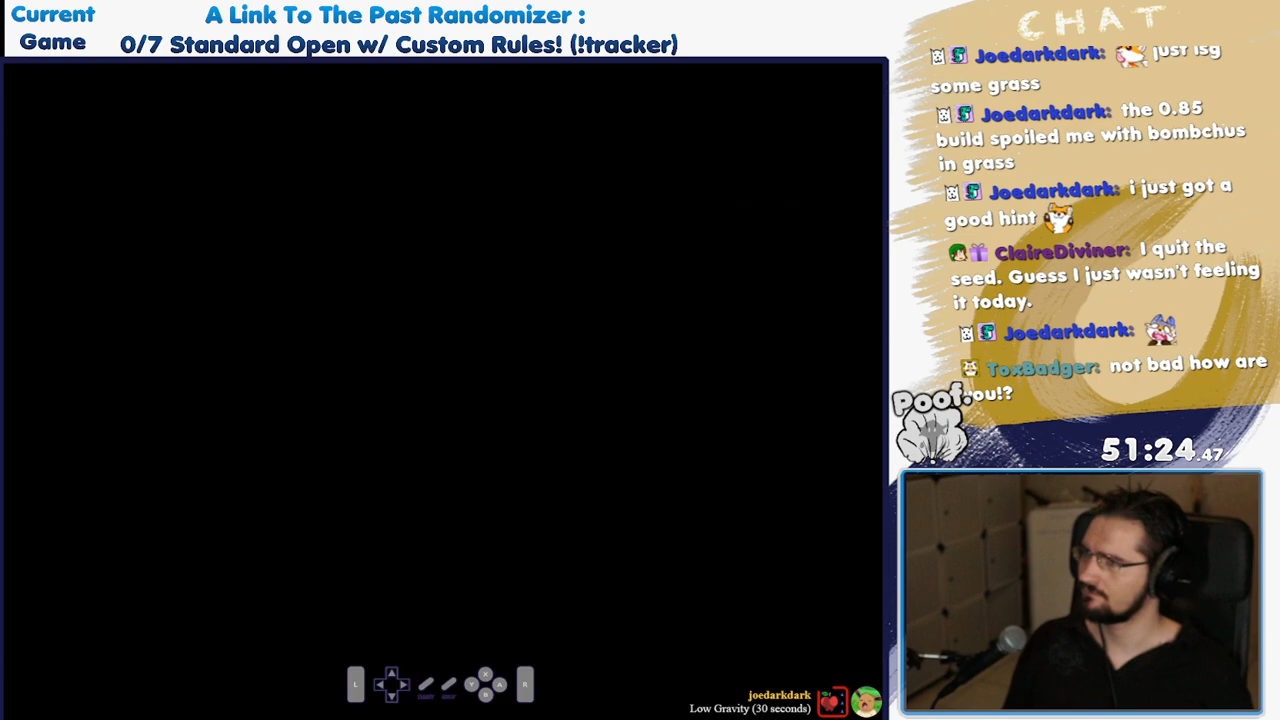 Current
Game
A Link To The Past Randomizer :
0/7 Standard Open w/ Custom Rules! (!tracker)
CHAT
Joedarkdark: just isg
some grass
Joedarkdark: the 0.85
build spoiled me with bombchus
in grass
Joedarkdark: i just got a
good hint
ClaireDiviner: I quit the
seed. Guess I just wasn't feeling
it today.
Joedarkdark:
ToxBadger: not bad how are
you!?
Poof.
51:24.47
L
X
Y
A
B
R
joedarkdark
Low Gravity (30 seconds)